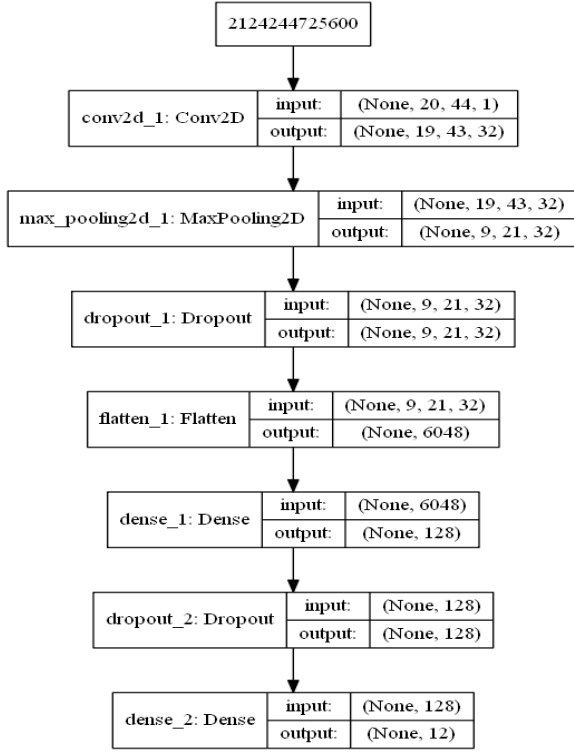 2124244725600
conv2d_1: Conv2D
input:
(None, 20, 44, 1)
output:
(None, 19, 43, 32)
max_pooling2d_1: MaxPooling2D
input:
(None, 19, 43, 32)
output:
(None, 9, 21, 32)
dropout_1: Dropout
input:
(None, 9, 21, 32)
output:
(None, 9, 21, 32)
flatten_1: Flatten
input:
(None, 9, 21, 32)
output:
(None, 6048)
dense_1: Dense
input:
(None, 6048)
output:
(None, 128)
dropout_2: Dropout
input:
(None, 128)
output:
(None, 128)
dense_2: Dense
input:
(None, 128)
output:
(None, 12)